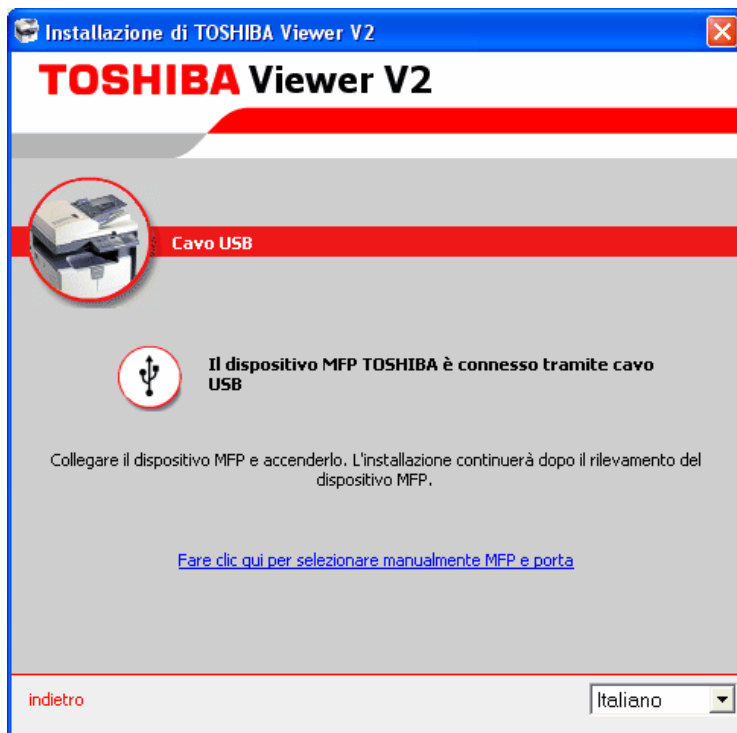 Installazione di TOSHIBA Viewer V2
TOSHIBA Viewer V2
Cavo USB
Il dispositivo MFP TOSHIBA è connesso tramite cavo
USB
Collegare il dispositivo MFP e accenderlo. L'installazione continuerà dopo il rilevamento del
dispositivo MFP.
Fare clic qui per selezionare manualmente MFP e porta
indietro
Italiano